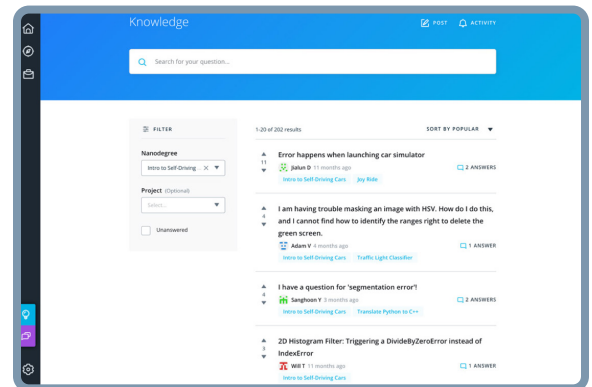 Knowledge
POST
ACTIVITY
Search for your question...
FILTER
1-20 of 202 results
SORT BY POPULAR
Nanodegree
Intro to Self-Driving
Project (Optional)
Select...
Unanswered
11
Error happens when launching car simulator
Jialun D 11 months ago
2 ANSWERS
Intro to Self-Driving Cars
Joy Ride
4
I am having trouble masking an image with HSV. How do I do this,
and I cannot find how to identify the ranges right to delete the
green screen.
Adam V 4 months ago
1 ANSWER
Intro to Self-Driving Cars
Traffic Light Classifier
4
I have a question for 'segmentation error'!
Sanghoon Y 3 months ago
2 ANSWERS
Intro to Self-Driving Cars
Translate Python to C++
3
2D Histogram Filter: Triggering a DivideByZeroError instead of
IndexError
Will T 11 months ago
1 ANSWER
Intro to Self-Driving Cars